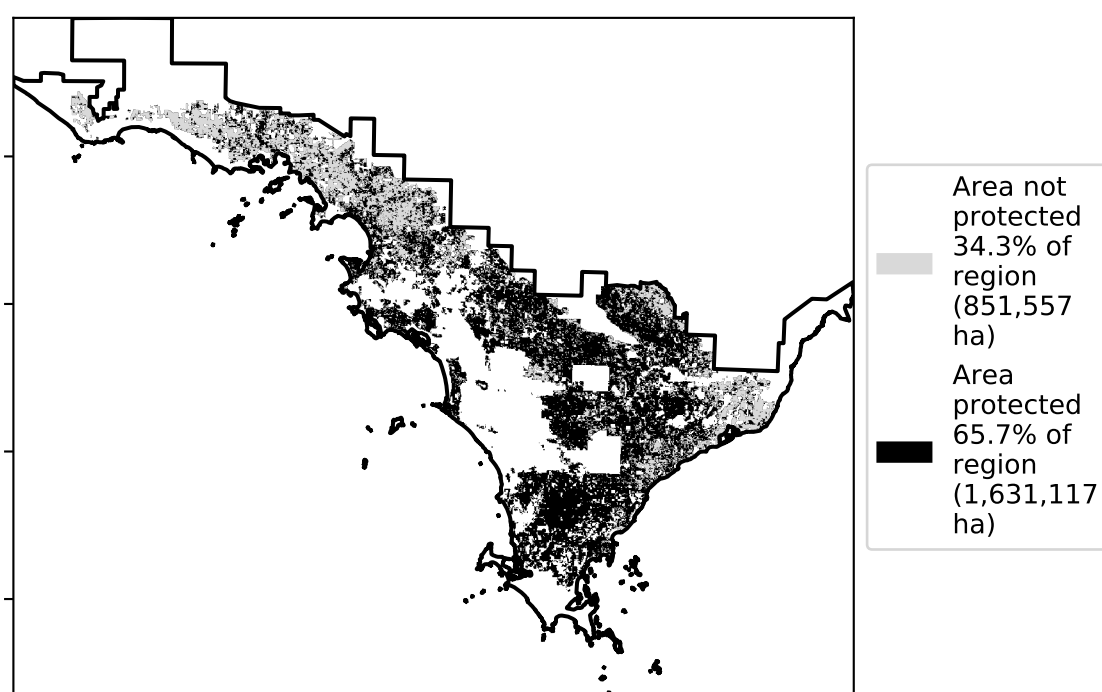 Area not
protected
34.3% of
region
(851,557
ha)
Area
protected
65.7% of
region
(1,631,117
ha)